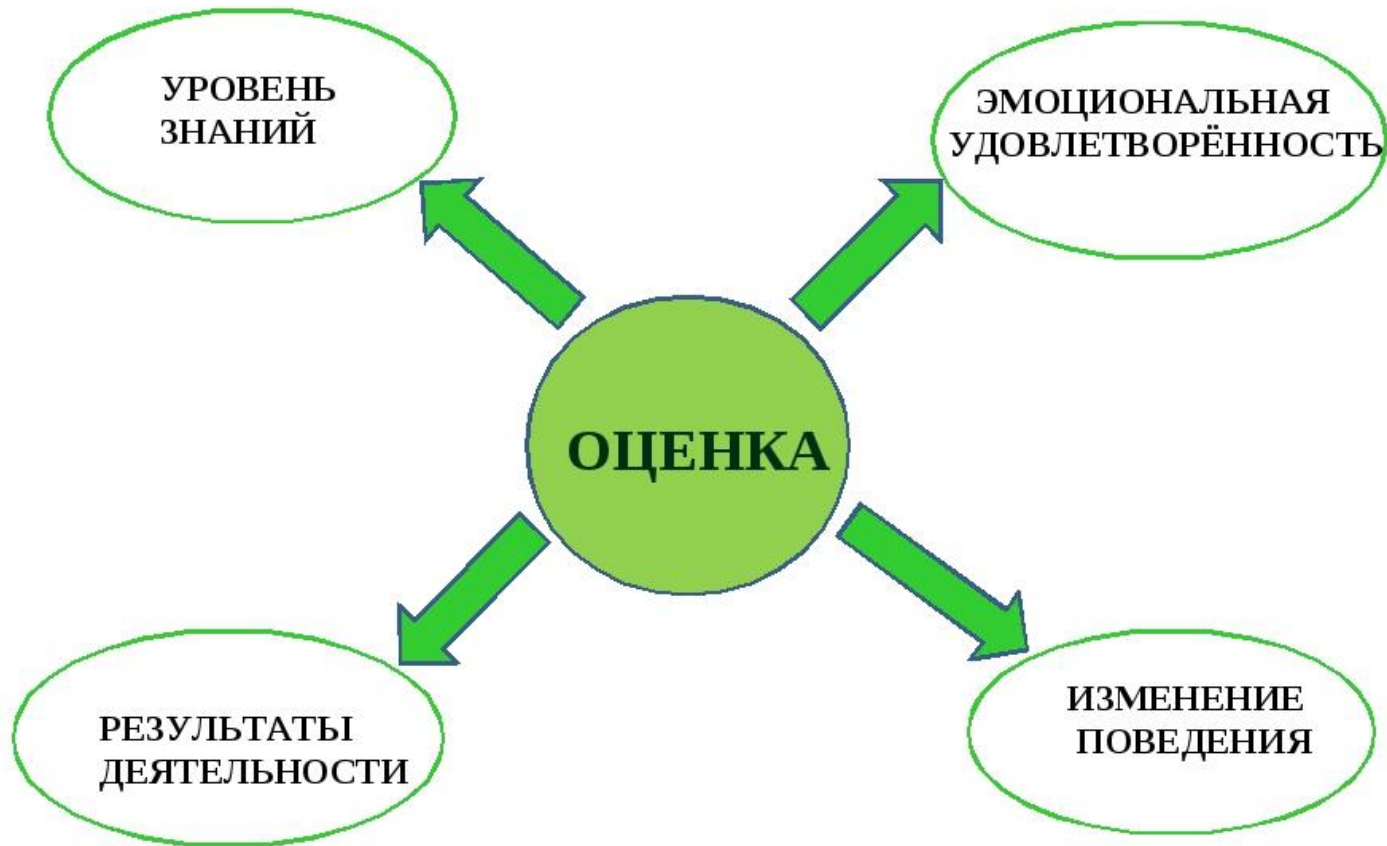 УРОВЕНЬ
ЗНАНИЙ
ЭМОЦИОНАЛЬНАЯ
УДОВЛЕТВОРЁННОСТЬ
ОЦЕНКА
РЕЗУЛЬТАТЫ
ДЕЯТЕЛЬНОСТИ
ИЗМЕНЕНИЕ
ПОВЕДЕНИЯ